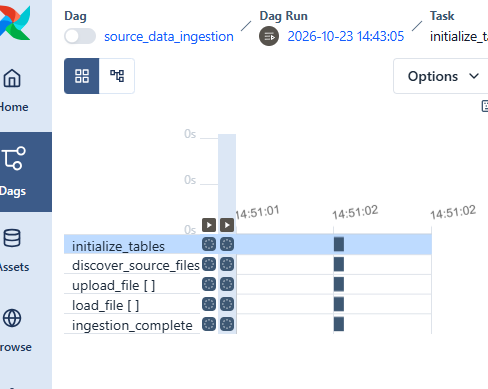 Dag
Dag Run
Task
source_data_ingestion / 2026-10-23 14:43:05 / initialize_ta
Options
Home
Dags
Assets
rowse
0s
0s
0s
14:51:01 14:51:02 14:51:02
initialize_tables
discover_source_files
upload_file [ ]
load_file [ ]
ingestion_complete